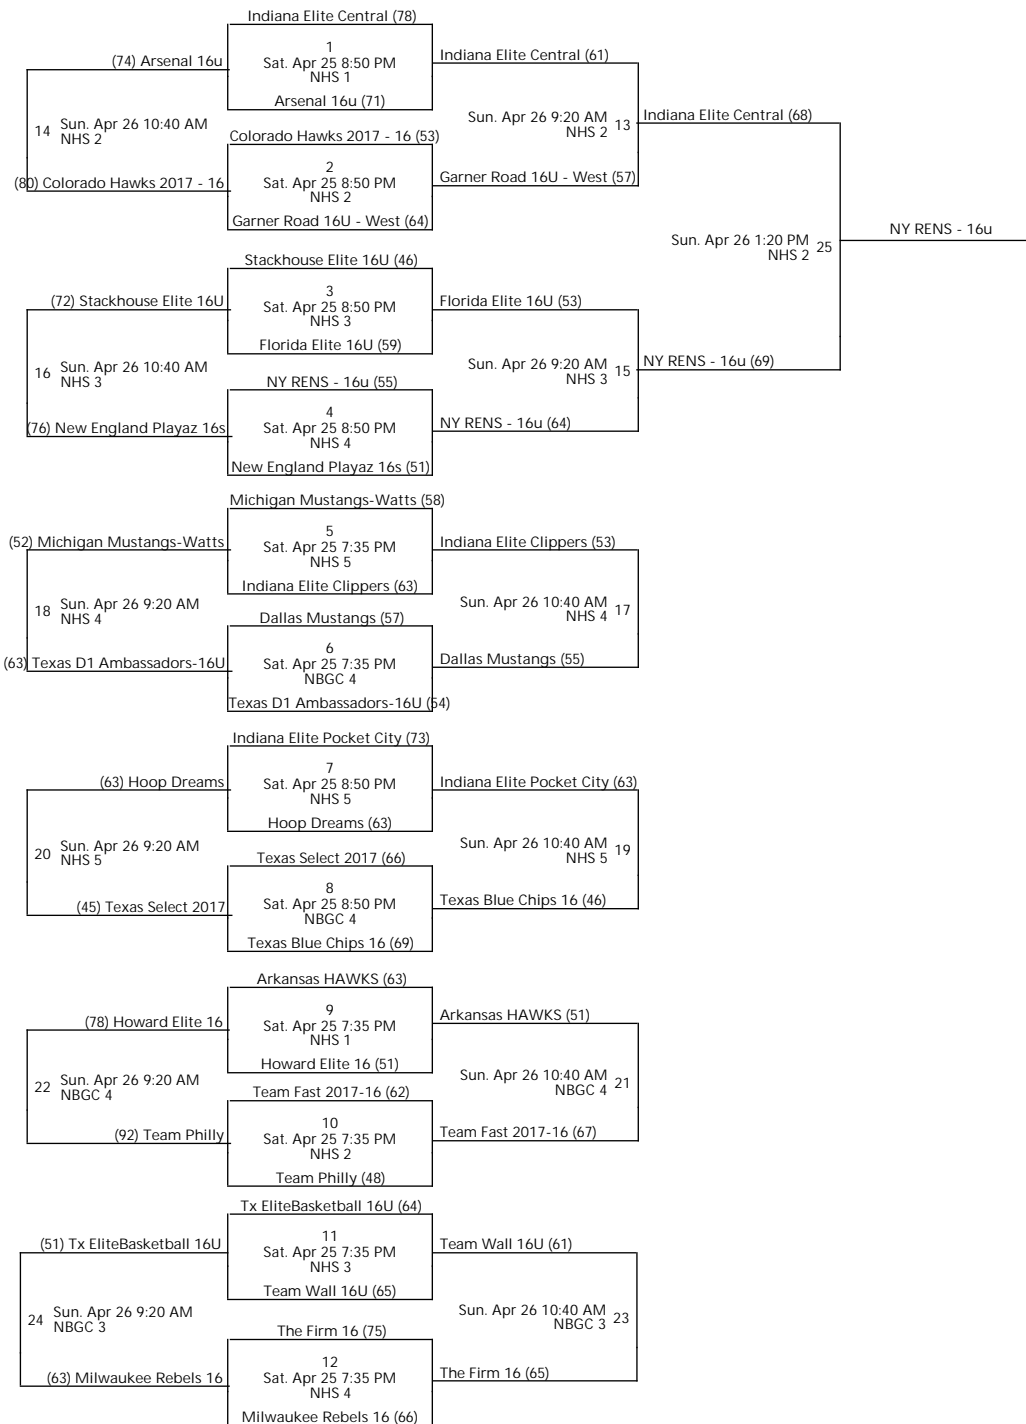 Indiana Elite Central (78)
(74) Arsenal 16u
1
Sat. Apr 25 8:50 PM
NHS 1
Indiana Elite Central (61)
Arsenal 16u (71)
14 Sun. Apr 26 10:40 AM
NHS 2
Sun. Apr 26 9:20 AM
NHS 2 13
Indiana Elite Central (68)
Colorado Hawks 2017 - 16 (53)
(80) Colorado Hawks 2017 - 16
2
Sat. Apr 25 8:50 PM
NHS 2
Garner Road 16U - West (57)
Garner Road 16U - West (64)
Sun. Apr 26 1:20 PM
NHS 2 25
NY RENS - 16u
Stackhouse Elite 16U (46)
(72) Stackhouse Elite 16U
3
Sat. Apr 25 8:50 PM
NHS 3
Florida Elite 16U (53)
Florida Elite 16U (59)
16 Sun. Apr 26 10:40 AM
NHS 3
Sun. Apr 26 9:20 AM
NHS 3 15
NY RENS - 16u (69)
NY RENS - 16u (55)
(76) New England Playaz 16s
4
Sat. Apr 25 8:50 PM
NHS 4
NY RENS - 16u (64)
New England Playaz 16s (51)
Michigan Mustangs-Watts (58)
(52) Michigan Mustangs-Watts
5
Sat. Apr 25 7:35 PM
NHS 5
Indiana Elite Clippers (53)
Indiana Elite Clippers (63)
18 Sun. Apr 26 9:20 AM
NHS 4
Sun. Apr 26 10:40 AM
NHS 4 17
Dallas Mustangs (57)
(63) Texas D1 Ambassadors-16U
6
Sat. Apr 25 7:35 PM
NBGC 4
Dallas Mustangs (55)
Texas D1 Ambassadors-16U (54)
Indiana Elite Pocket City (73)
(63) Hoop Dreams
7
Sat. Apr 25 8:50 PM
NHS 5
Indiana Elite Pocket City (63)
Hoop Dreams (63)
20 Sun. Apr 26 9:20 AM
NHS 5
Sun. Apr 26 10:40 AM
NHS 5 19
Texas Select 2017 (66)
(45) Texas Select 2017
8
Sat. Apr 25 8:50 PM
NBGC 4
Texas Blue Chips 16 (46)
Texas Blue Chips 16 (69)
Arkansas HAWKS (63)
(78) Howard Elite 16
9
Sat. Apr 25 7:35 PM
NHS 1
Arkansas HAWKS (51)
Howard Elite 16 (51)
22 Sun. Apr 26 9:20 AM
NBGC 4
Sun. Apr 26 10:40 AM
NBGC 4 21
Team Fast 2017-16 (62)
(92) Team Philly
10
Sat. Apr 25 7:35 PM
NHS 2
Team Fast 2017-16 (67)
Team Philly (48)
Tx EliteBasketball 16U (64)
(51) Tx EliteBasketball 16U
11
Sat. Apr 25 7:35 PM
NHS 3
Team Wall 16U (61)
Team Wall 16U (65)
24 Sun. Apr 26 9:20 AM
NBGC 3
Sun. Apr 26 10:40 AM
NBGC 3 23
The Firm 16 (75)
(63) Milwaukee Rebels 16
12
Sat. Apr 25 7:35 PM
NHS 4
The Firm 16 (65)
Milwaukee Rebels 16 (66)